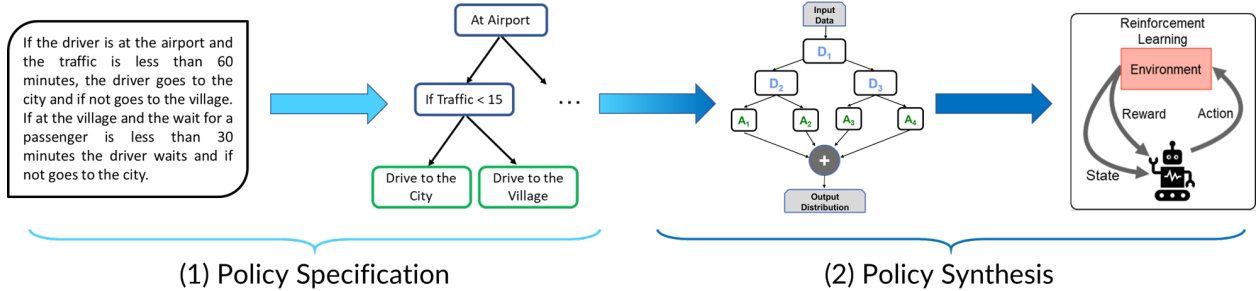 If the driver is at the airport and
the traffic is less than 60
minutes, the driver goes to the
city and if not goes to the village.
If at the village and the wait for a
passenger is less than 30
minutes the driver waits and if
not goes to the city.
At Airport
If Traffic < 15
...
Drive to the
City
Drive to the
Village
(1) Policy Specification
Input
Data
D1
D2
D3
A1
A2
A3
A4
+
Output
Distribution
Reinforcement
Learning
Environment
Reward
Action
State
(2) Policy Synthesis